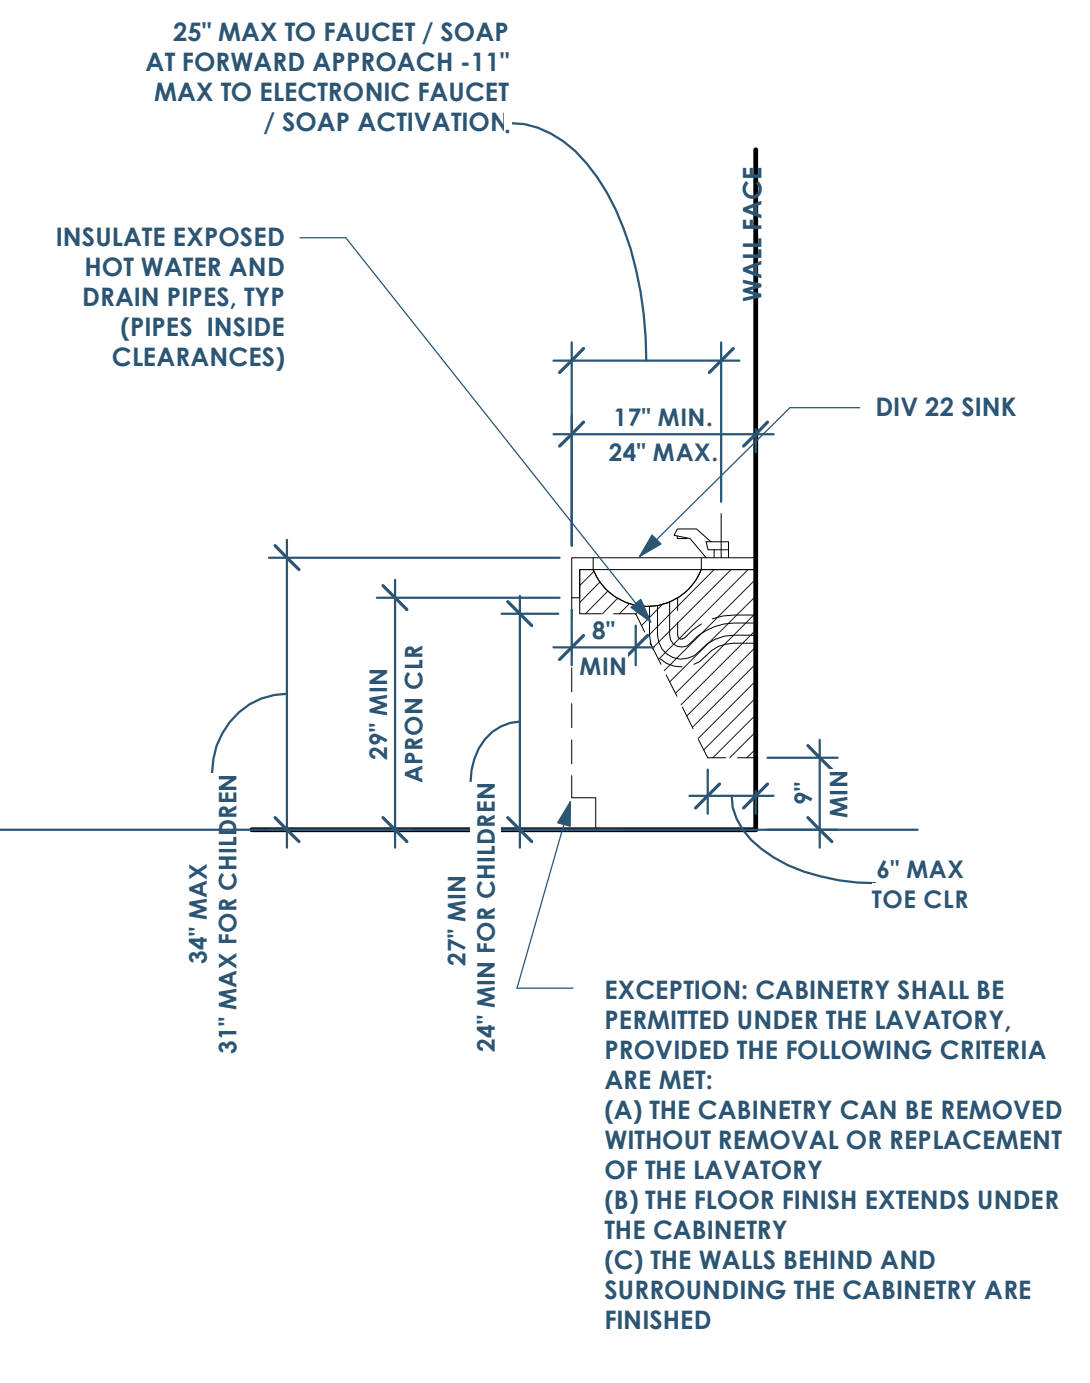 25" MAX TO FAUCET / SOAP
AT FORWARD APPROACH -11"
MAX TO ELECTRONIC FAUCET
/ SOAP ACTIVATION.
WALL FACE
INSULATE EXPOSED
HOT WATER AND
DRAIN PIPES, TYP
(PIPES INSIDE
CLEARANCES)
17" MIN.
24" MAX.
DIV 22 SINK
8"
MIN
29" MIN
APRON CLR
34" MAX
31" MAX FOR CHILDREN
27" MIN
24" MIN FOR CHILDREN
9"
MIN
6" MAX
TOE CLR
EXCEPTION: CABINETRY SHALL BE
PERMITTED UNDER THE LAVATORY,
PROVIDED THE FOLLOWING CRITERIA
ARE MET:
(A) THE CABINETRY CAN BE REMOVED
WITHOUT REMOVAL OR REPLACEMENT
OF THE LAVATORY
(B) THE FLOOR FINISH EXTENDS UNDER
THE CABINETRY
(C) THE WALLS BEHIND AND
SURROUNDING THE CABINETRY ARE
FINISHED